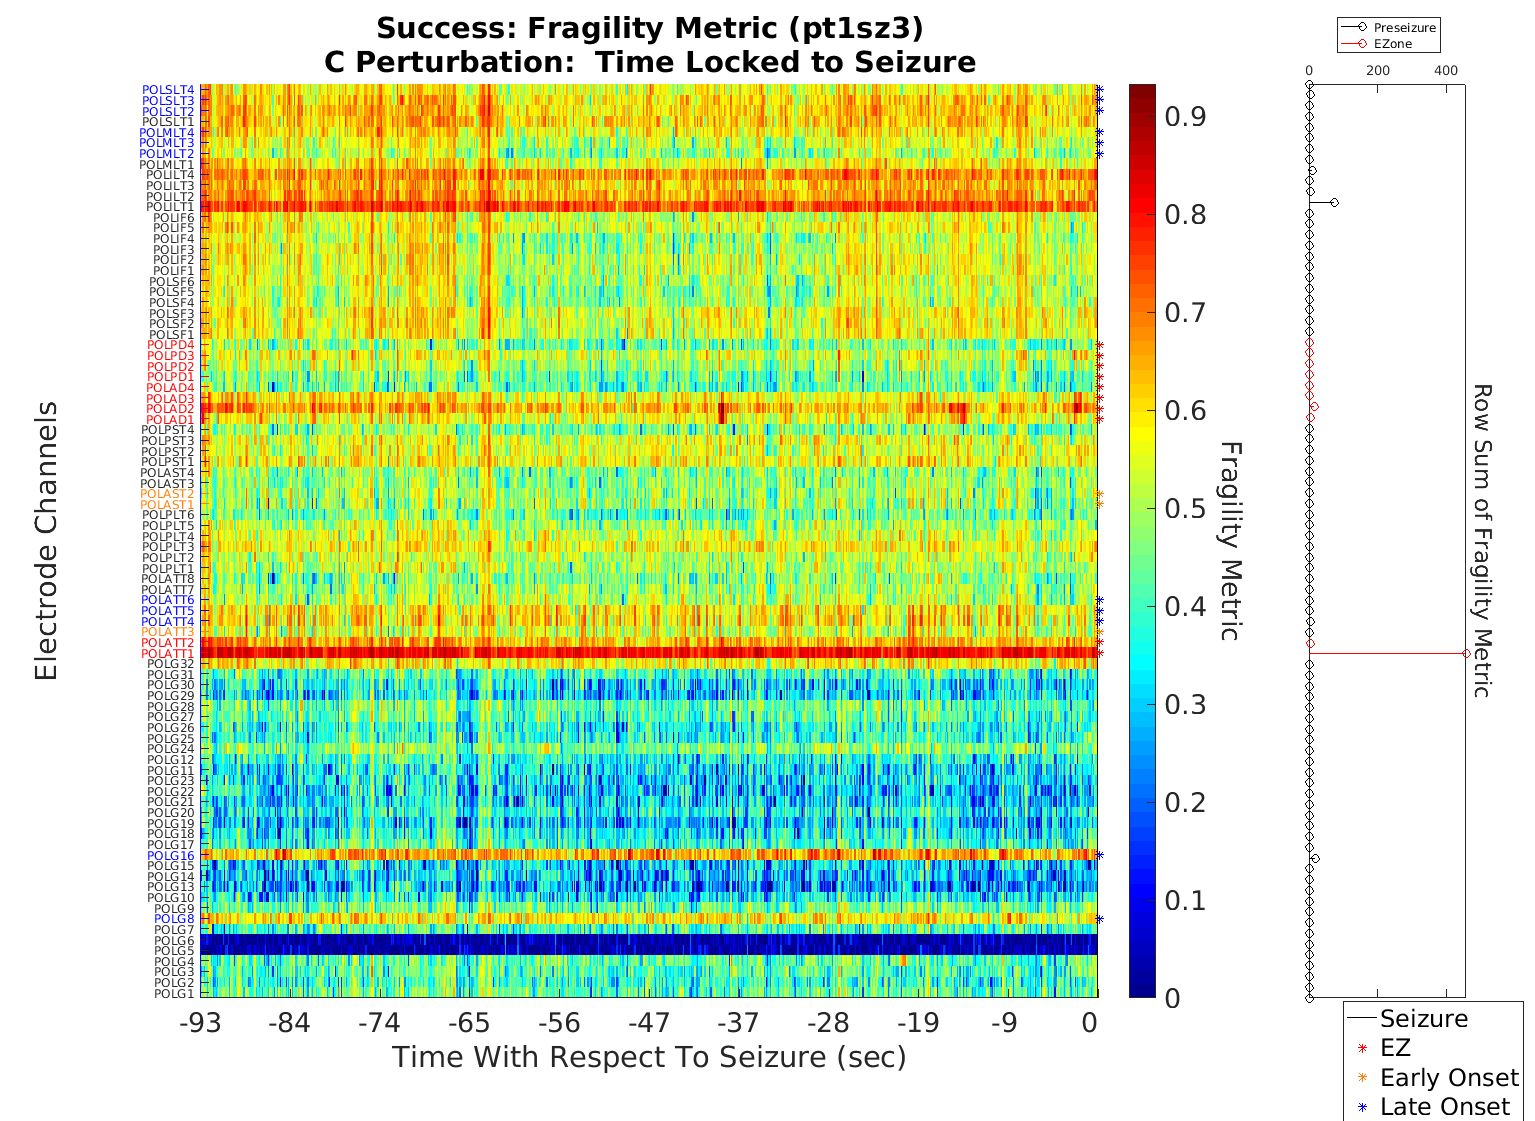 Success: Fragility Metric (pt1sz3)
C Perturbation:  Time Locked to Seizure
Preseizure
EZone
0 200 400
POLSLT4
POLSLT3
POLSLT2
POLSLT1
POLMLT4
POLMLT3
POLMLT2
POLMLT1
POLILT4
POLILT3
POLILT2
POLILT1
POLIF6
POLIF5
POLIF4
POLIF3
POLIF2
POLIF1
POLSF6
POLSF5
POLSF4
POLSF3
POLSF2
POLSF1
POLPD4
POLPD3
POLPD2
POLPD1
POLAD4
POLAD3
POLAD2
POLAD1
POLPST4
POLPST3
POLPST2
POLPST1
POLAST4
POLAST3
POLAST2
POLAST1
POLPLT6
POLPLT5
POLPLT4
POLPLT3
POLPLT2
POLPLT1
POLATT8
POLATT7
POLATT6
POLATT5
POLATT4
POLATT3
POLATT2
POLATT1
POLG32
POLG31
POLG30
POLG29
POLG28
POLG27
POLG26
POLG25
POLG24
POLG12
POLG11
POLG23
POLG22
POLG21
POLG20
POLG19
POLG18
POLG17
POLG16
POLG15
POLG14
POLG13
POLG10
POLG9
POLG8
POLG7
POLG6
POLG5
POLG4
POLG3
POLG2
POLG1
Electrode Channels
-93 -84 -74 -65 -56 -47 -37 -28 -19 -9 0
Time With Respect To Seizure (sec)
0.9
0.8
0.7
0.6
0.5
0.4
0.3
0.2
0.1
0
Fragility Metric
Row Sum of Fragility Metric
Seizure
EZ
Early Onset
Late Onset